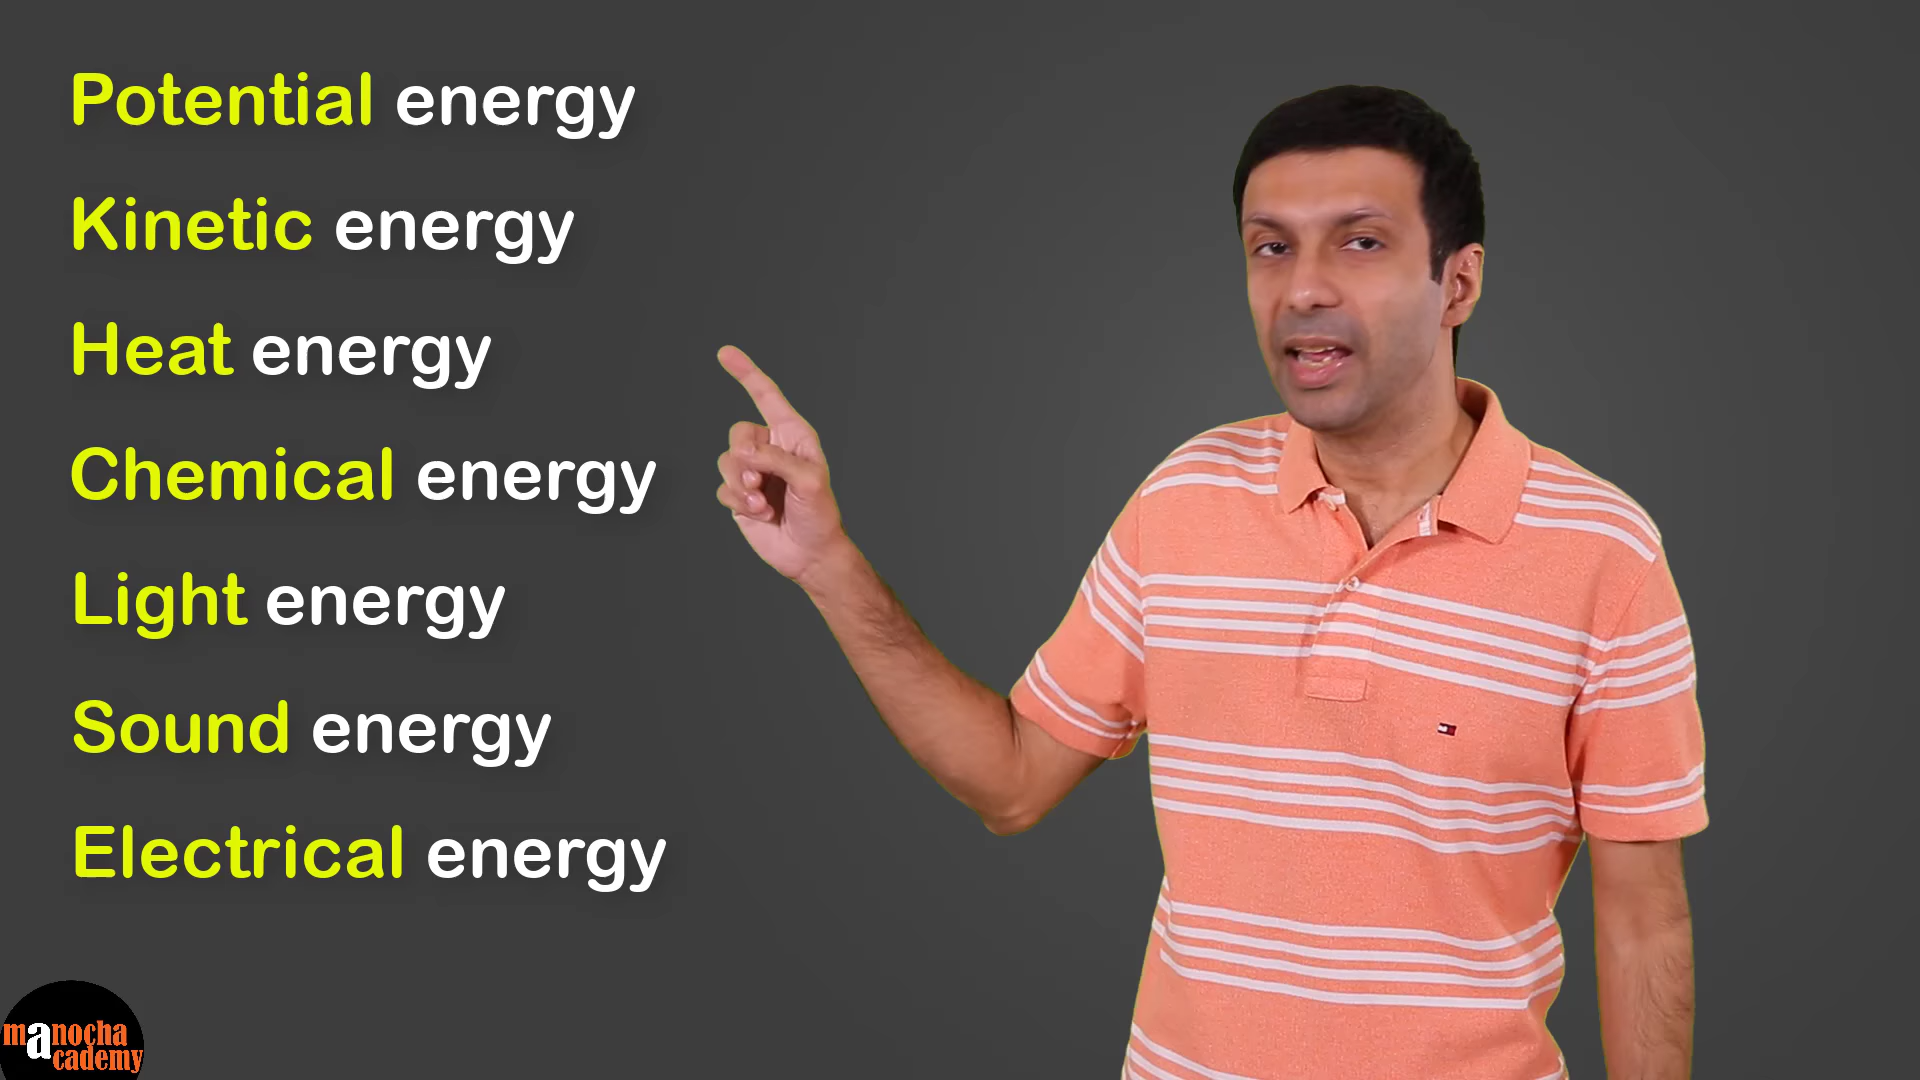 Potential energy
Kinetic energy
Heat energy
Chemical energy
Light energy
Sound energy
Electrical energy
manocha
academy